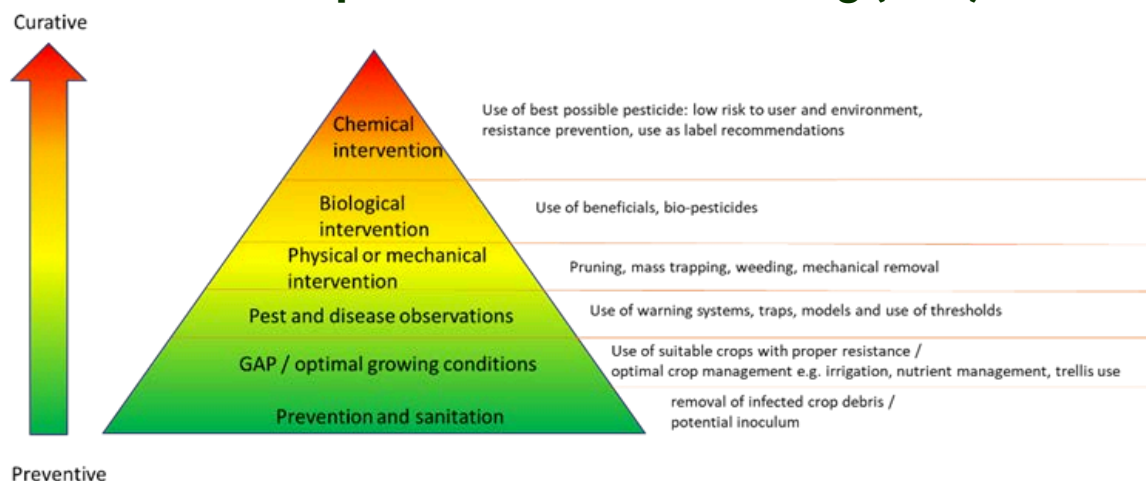 Curative
Chemical
intervention
Use of best possible pesticide: low risk to user and environment,
resistance prevention, use as label recommendations
Biological
intervention
Use of beneficials, bio-pesticides
Physical or mechanical
intervention
Pruning, mass trapping, weeding, mechanical removal
Pest and disease observations
Use of warning systems, traps, models and use of thresholds
GAP / optimal growing conditions
Use of suitable crops with proper resistance /
optimal crop management e.g. irrigation, nutrient management, trellis use
Prevention and sanitation
removal of infected crop debris /
potential inoculum
Preventive